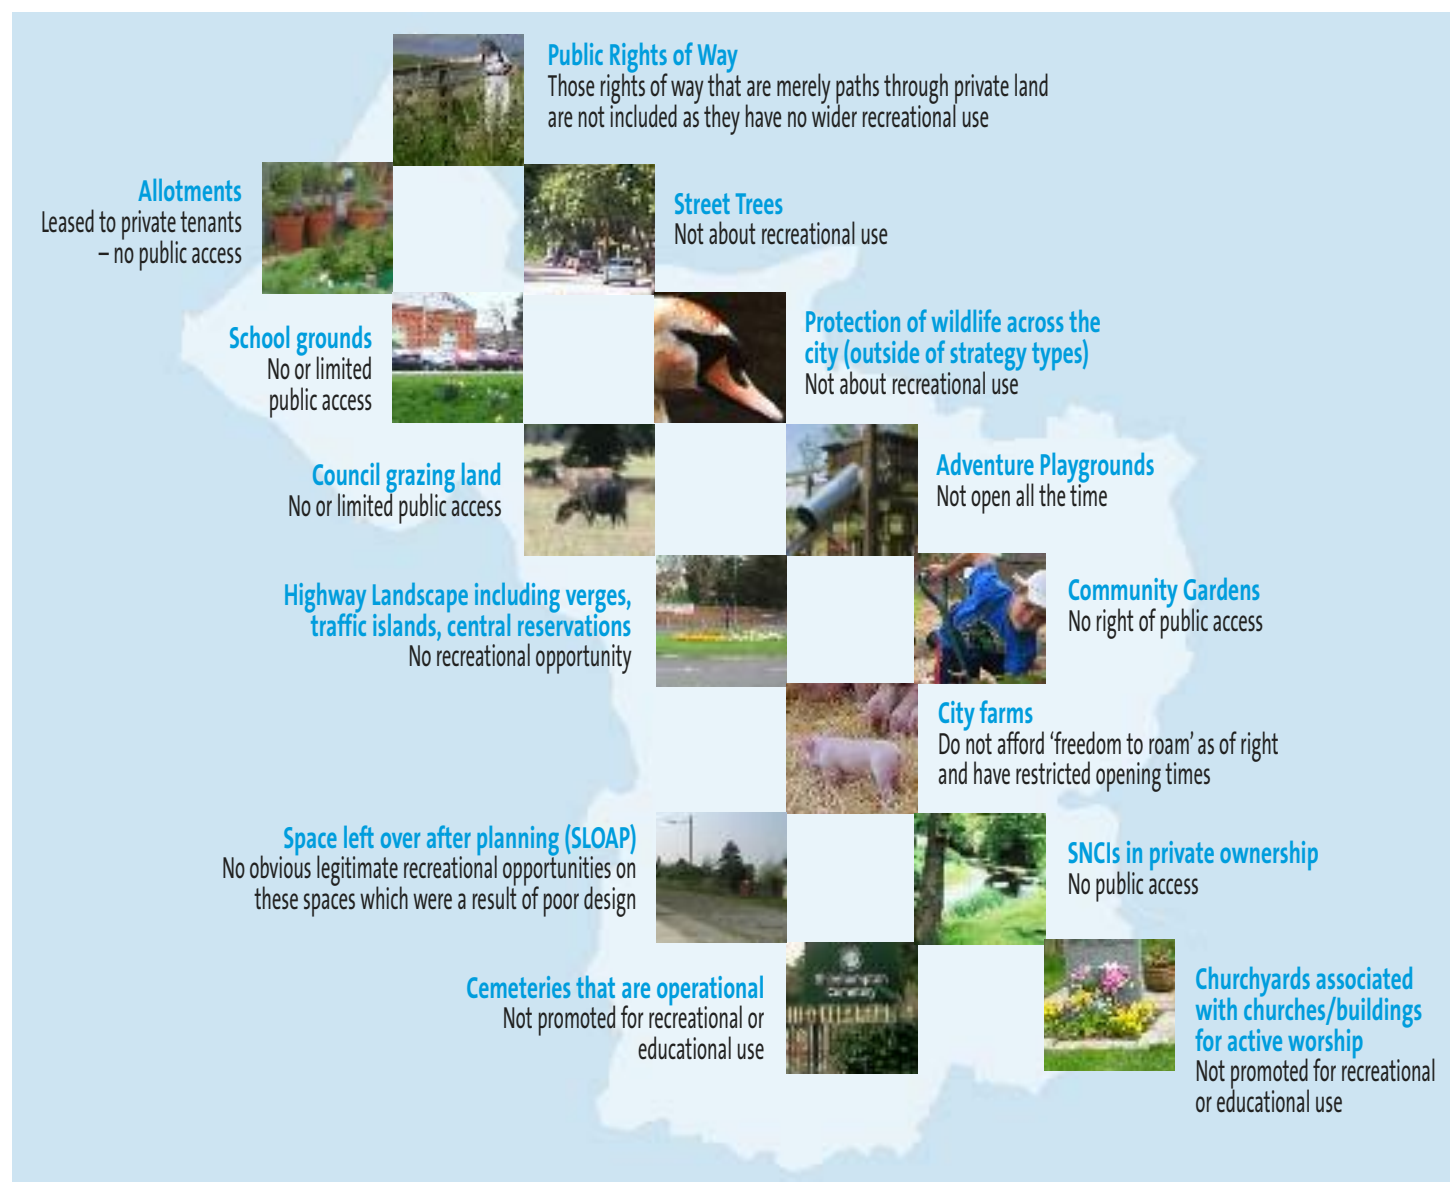 Public Rights of Way
Those rights of way that are merely paths through private land
are not included as they have no wider recreational use
Allotments
Leased to private tenants
– no public access
Street Trees
Not about recreational use
School grounds
No or limited
public access
Protection of wildlife across the
city (outside of strategy types)
Not about recreational use
Council grazing land
No or limited public access
Adventure Playgrounds
Not open all the time
Highway Landscape including verges,
traffic islands, central reservations
No recreational opportunity
Community Gardens
No right of public access
City farms
Do not afford ‘freedom to roam’ as of right
and have restricted opening times
Space left over after planning (SLOAP)
No obvious legitimate recreational opportunities on
these spaces which were a result of poor design
SNCIs in private ownership
No public access
Cemeteries that are operational
Not promoted for recreational or
educational use
Churchyards associated
with churches/buildings
for active worship
Not promoted for recreational
or educational use